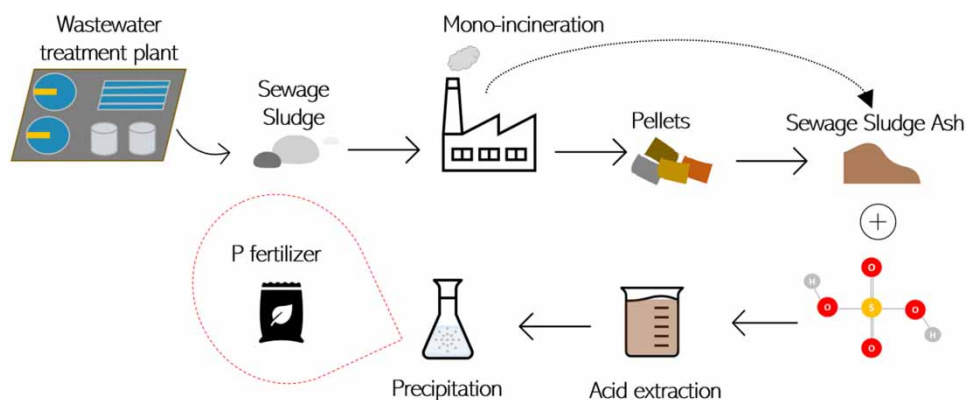 Wastewater
treatment plant
Mono-incineration
Sewage
Sludge
Pellets
Sewage Sludge Ash
P fertilizer
H
O
O
S
O
H
O
Precipitation
Acid extraction